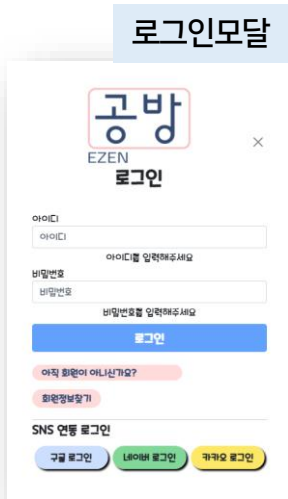 로그인모달
공방
EZEN
로그인
아이디
아이디
아이디를 입력해주세요
비밀번호
비밀번호
비밀번호를 입력해주세요
로그인
아직 회원이 아니신가요?
회원정보찾기
SNS 연동 로그인
구글 로그인 네이버 로그인 카카오 로그인